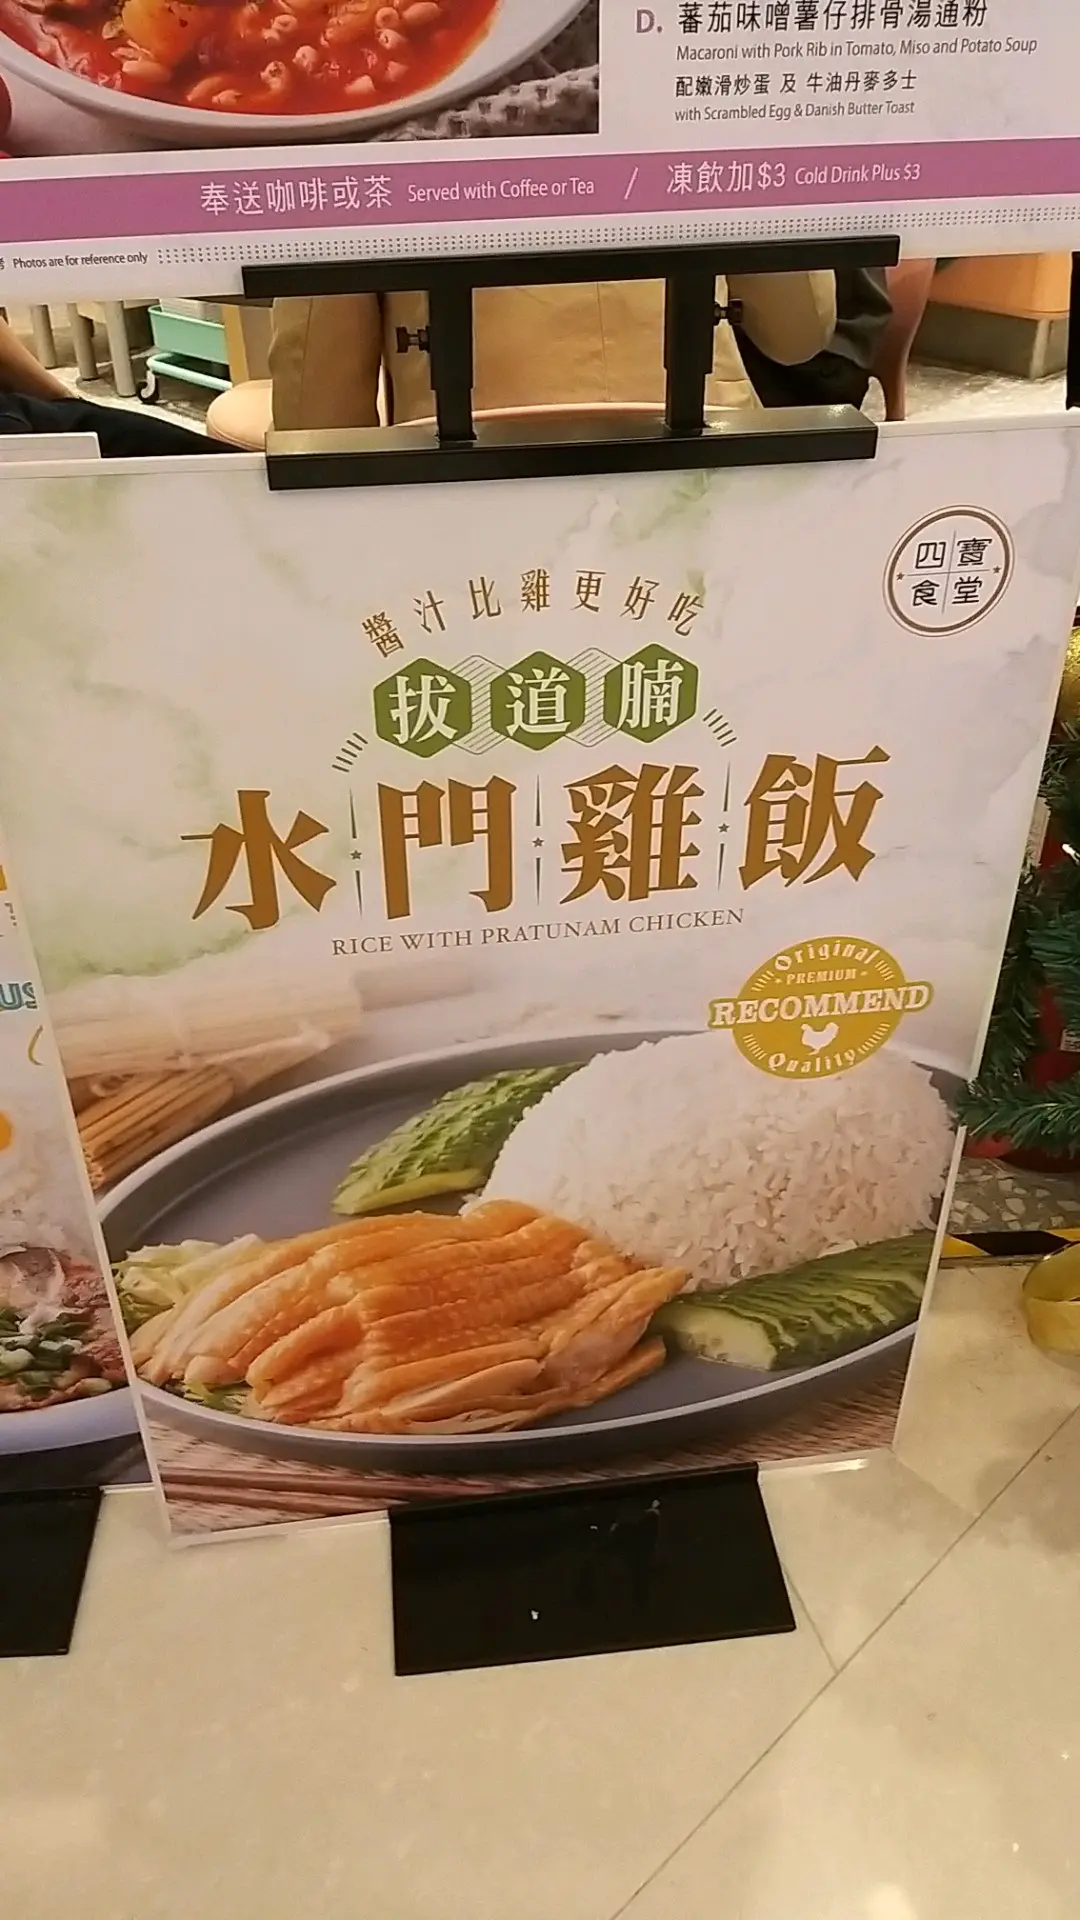 D. 蕃茄味噌薯仔排骨湯通粉
Macaroni with Pork Rib in Tomato, Miso and Potato Soup
配嫩滑炒蛋 及 牛油丹麥多士
with Scrambled Egg & Danish Butter Toast
奉送咖啡或茶 Served with Coffee or Tea / 凍飲加$3 Cold Drink Plus $3
Photos are for reference only
四寶
食堂
醬汁比雞更好吃
拔道腩
水門雞飯
RICE WITH PRATUNAM CHICKEN
Original
PREMIUM
RECOMMEND
Quality
US